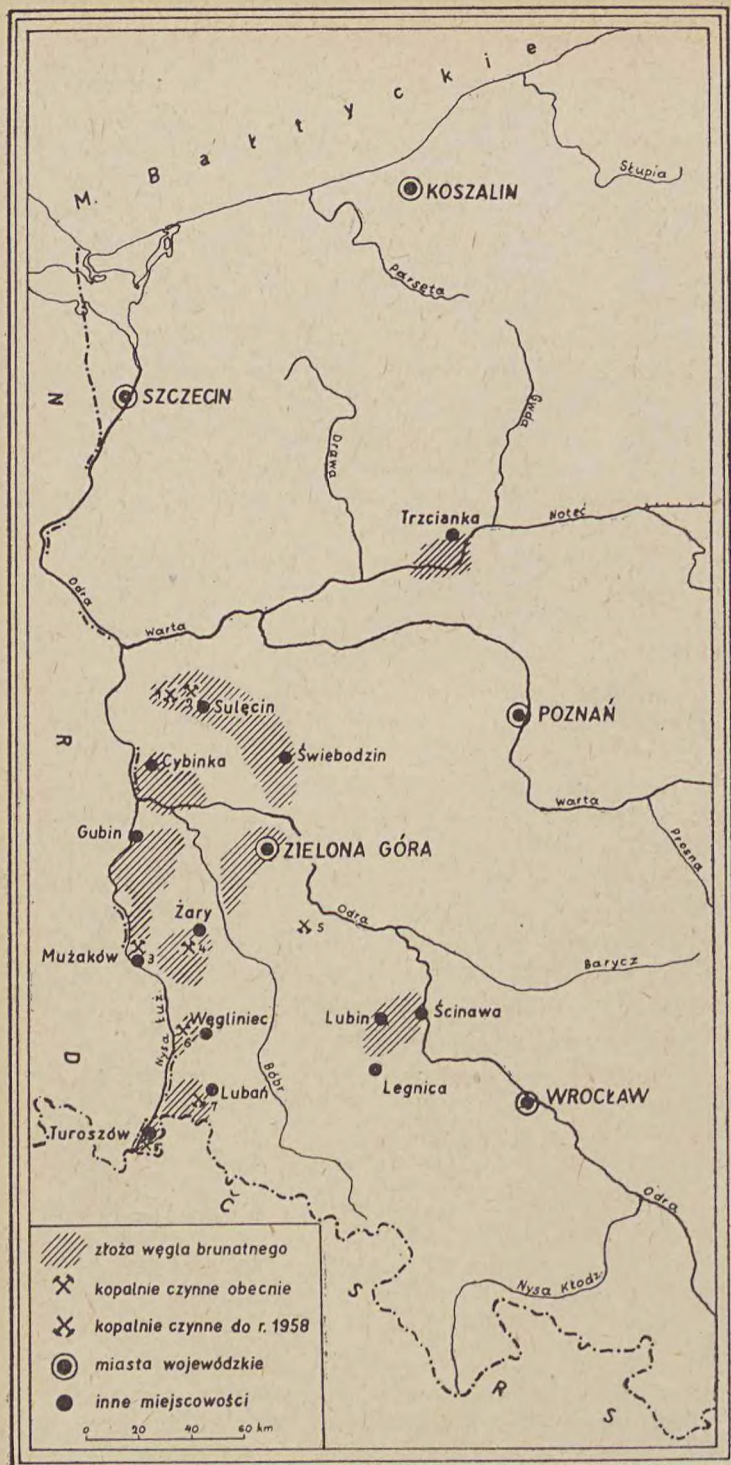 M. Bałtyckie
Słupia
KOSZALIN
Parsęta
N
SZCZECIN
Gwda
Drawa
Trzcianka
Noteć
Odra
Warta
1
2
Sulęcin
POZNAŃ
R
Cybinka
Świebodzin
Warta
Gubin
ZIELONA GÓRA
Prosna
Żary
5
Odra
4
Mużaków
3
Barycz
Węgliniec
6
Lubin
Ścinawa
Nysa Łuż.
D
Bóbr
Legnica
Lubań
7
WROCŁAW
Turoszów
Č
Odra
S
Nysa Kłodz.
R
S
złoża węgla brunatnego
kopalnie czynne obecnie
kopalnie czynne do r. 1958
miasta wojewódzkie
inne miejscowości
0 20 40 60 km